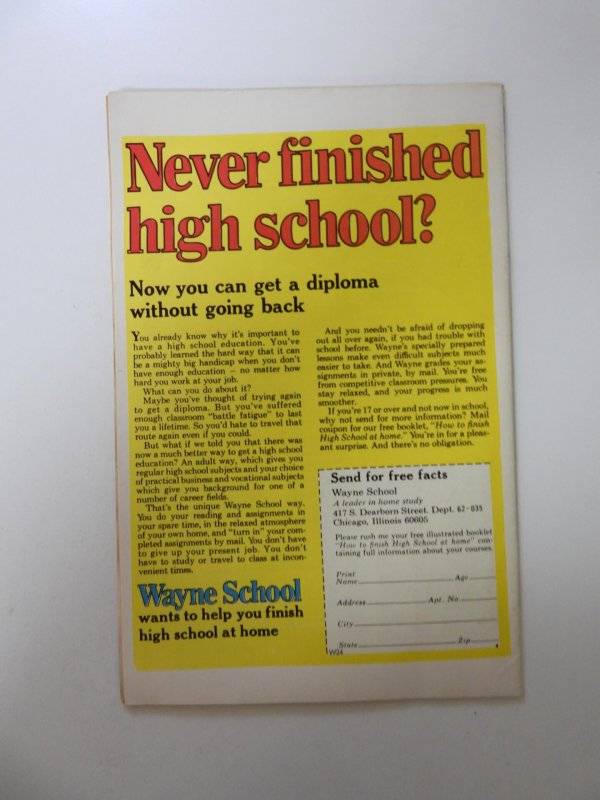 Never finished
high school?
Now you can get a diploma
without going back
You already know why it's important to
have a high school education. You've
probably learned the hard way that it can
be a mighty big handicap when you don't
have enough education — no matter how
hard you work at your job.
What can you do about it?
Maybe you've thought of trying again
to get a diploma. But you've suffered
enough classroom "battle fatigue" to last
you a lifetime. So you'd hate to travel that
route again even if you could.
But what if we told you that there was
now a much better way to get a high school
education? An adult way, which gives you
regular high school subjects and your choice
of practical business and vocational subjects
which give you background for one of a
number of career fields.
That's the unique Wayne School way.
You do your reading and assignments in
your spare time, in the relaxed atmosphere
of your own home, and "turn in" your com-
pleted assignments by mail. You don't have
to give up your present job. You don't
have to study or travel to class at incon-
venient times.
Wayne School
wants to help you finish
high school at home
And you needn't be afraid of dropping
out all over again, if you had trouble with
school before. Wayne's specially prepared
lessons make even difficult subjects much
easier to take. And Wayne grades your as-
signments in private, by mail. You're free
from competitive classroom pressures. You
stay relaxed, and your progress is much
smoother.
If you're 17 or over and not now in school,
why not send for more information? Mail
coupon for our free booklet, "How to finish
High School at home." You're in for a pleas-
ant surprise. And there's no obligation.
Send for free facts
Wayne School
A leader in home study
417 S. Dearborn Street. Dept. 62-035
Chicago, Illinois 60605
Please rush me your free illustrated booklet
"How to finish High School at home" con-
taining full information about your courses.
Print
Name Age
Address Apt. No.
City
State Zip
W24 4